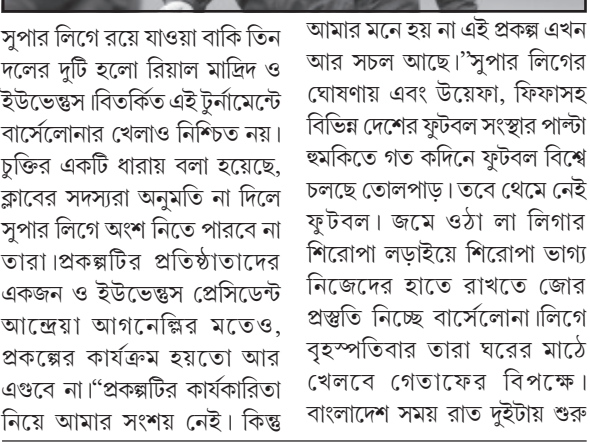 সুপার লিগে রয়ে যাওয়া বাকি তিন
দলের দুটি হলো রিয়াল মাদ্রিদ ও
ইউভেন্তুস।বিতর্কিত এই টুর্নামেন্টে
বার্সেলোনার খেলাও নিশ্চিত নয়।
চুক্তির একটি ধারায় বলা হয়েছে,
ক্লাবের সদস্যরা অনুমতি না দিলে
সুপার লিগে অংশ নিতে পারবে না
তারা।প্রকল্পটির প্রতিষ্ঠাতাদের
একজন ও ইউভেন্তুস প্রেসিডেন্ট
আন্দ্রেয়া আগনেল্লির মতেও,
প্রকল্পের কার্যক্রম হয়তো আর
এগুবে না।“প্রকল্পটির কার্যকারিতা
নিয়ে আমার সংশয় নেই। কিন্তু
আমার মনে হয় না এই প্রকল্প এখন
আর সচল আছে।”সুপার লিগের
ঘোষণায় এবং উয়েফা, ফিফাসহ
বিভিন্ন দেশের ফুটবল সংস্থার পাল্টা
হুমকিতে গত কদিনে ফুটবল বিশ্বে
চলছে তোলপাড়। তবে থেমে নেই
ফুটবল। জমে ওঠা লা লিগার
শিরোপা লড়াইয়ে শিরোপা ভাগ্য
নিজেদের হাতে রাখতে জোর
প্রস্তুতি নিচ্ছে বার্সেলোনা।লিগে
বৃহস্পতিবার তারা ঘরের মাঠে
খেলবে গেতাফের বিপক্ষে।
বাংলাদেশ সময় রাত দুইটায় শুরু